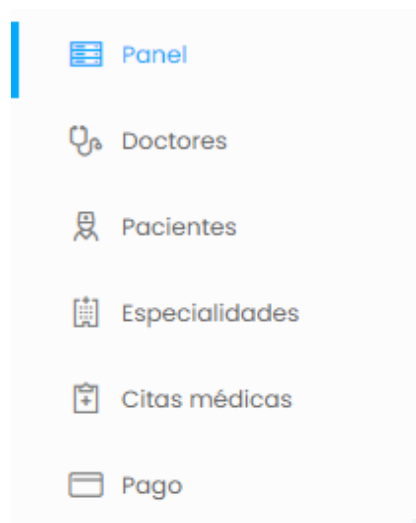 Panel
Doctores
Pacientes
Especialidades
Citas médicas
Pago